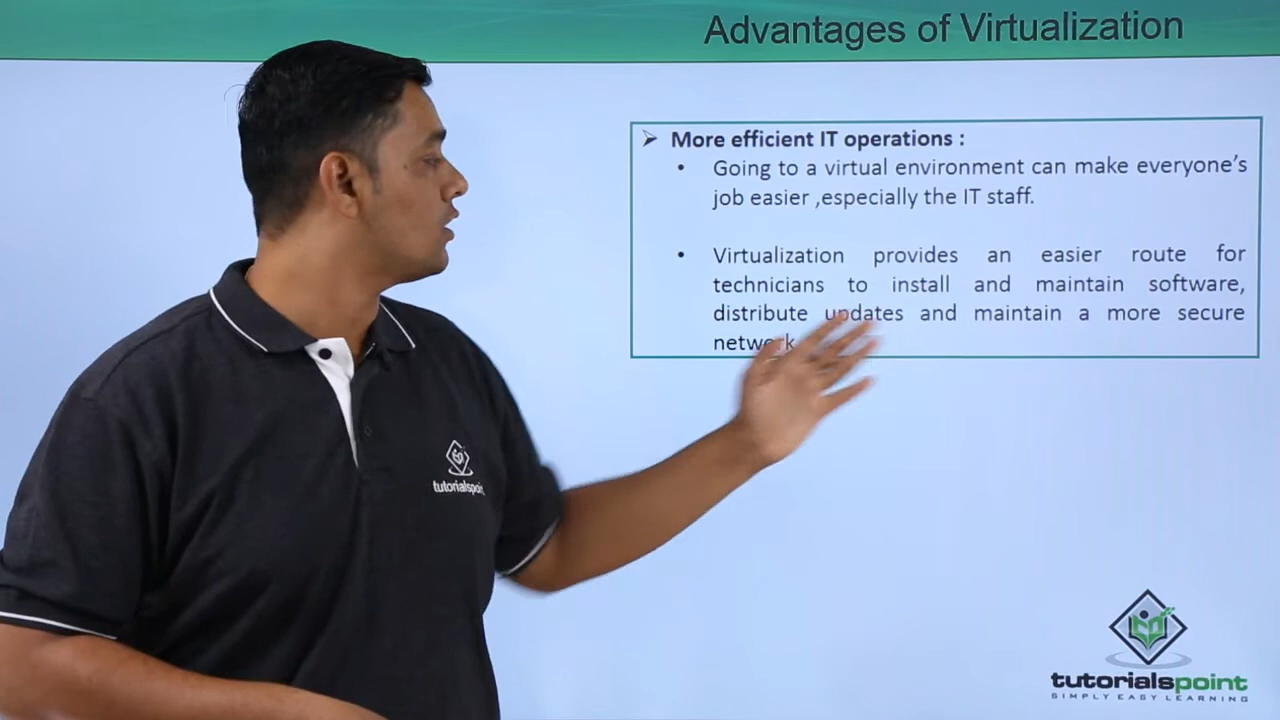 Advantages of Virtualization
➢ More efficient IT operations :
• Going to a virtual environment can make everyone's
job easier ,especially the IT staff.
• Virtualization provides an easier route for
technicians to install and maintain software,
distribute updates and maintain a more secure
network
tutorialspoint
tutorialspoint
SIMPLY EASY LEARNING